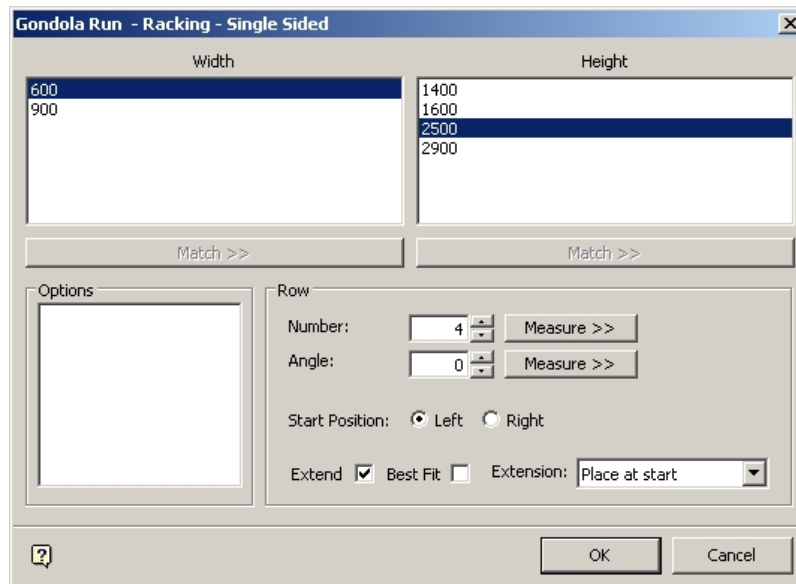 Gondola Run  - Racking - Single Sided
Width
Height
600
900
1400
1600
2500
2900
Match >>
Match >>
Options
Row
Number:
4
Measure >>
Angle:
0
Measure >>
Start Position:
Left
Right
Extend
Best Fit
Extension:
Place at start
?
OK
Cancel